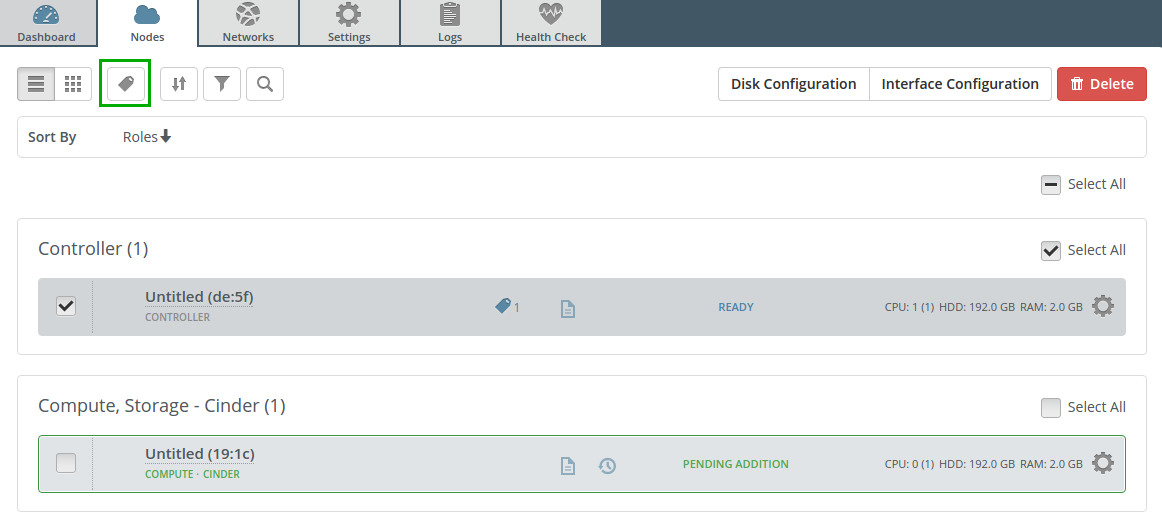 Dashboard Nodes Networks Settings Logs Health Check
Disk Configuration Interface Configuration Delete
Sort By Roles
Select All
Controller (1) Select All
Untitled (de:5f) 1 READY CPU: 1 (1) HDD: 192.0 GB RAM: 2.0 GB
CONTROLLER
Compute, Storage - Cinder (1) Select All
Untitled (19:1c) PENDING ADDITION CPU: 0 (1) HDD: 192.0 GB RAM: 2.0 GB
COMPUTE · CINDER